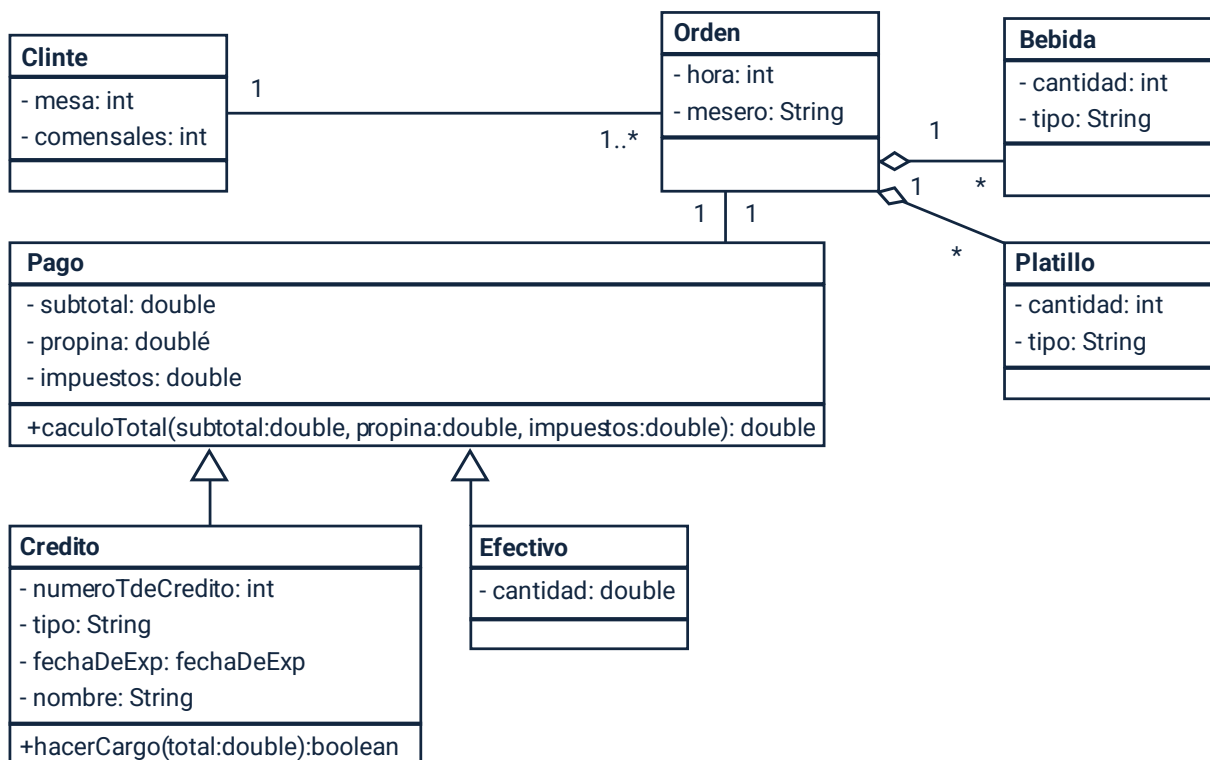 Clinte
- mesa: int
- comensales: int
1
1..*
Orden
- hora: int
- mesero: String
1
*
1
*
Bebida
- cantidad: int
- tipo: String
Platillo
- cantidad: int
- tipo: String
1
1
Pago
- subtotal: double
- propina: doublé
- impuestos: double
+caculoTotal(subtotal:double, propina:double, impuestos:double): double
Credito
- numeroTdeCredito: int
- tipo: String
- fechaDeExp: fechaDeExp
- nombre: String
+hacerCargo(total:double):boolean
Efectivo
- cantidad: double